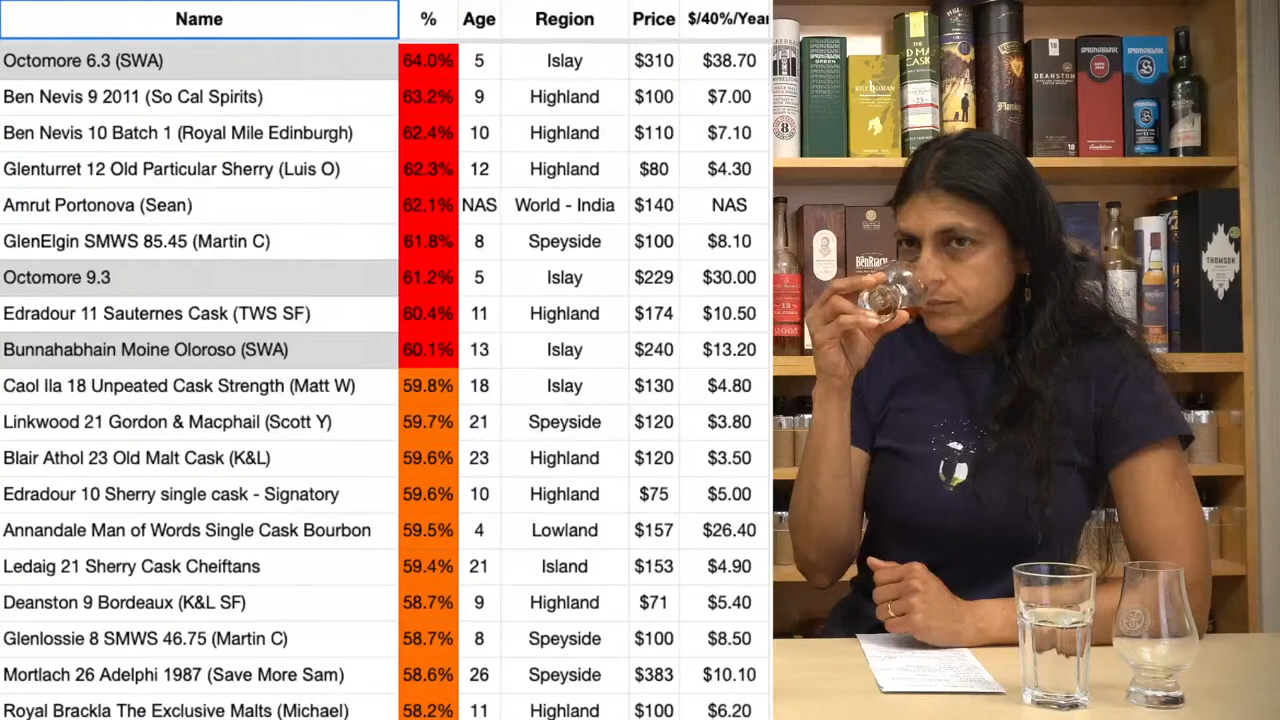 Name % Age Region Price $/40%/Year
Octomore 6.3 (SWA) 64.0% 5 Islay $310 $38.70
Ben Nevis 9 2011 (So Cal Spirits) 63.2% 9 Highland $100 $7.00
Ben Nevis 10 Batch 1 (Royal Mile Edinburgh) 62.4% 10 Highland $110 $7.10
Glenturret 12 Old Particular Sherry (Luis O) 62.3% 12 Highland $80 $4.30
Amrut Portonova (Sean) 62.1% NAS World - India $140 NAS
GlenElgin SMWS 85.45 (Martin C) 61.8% 8 Speyside $100 $8.10
Octomore 9.3 61.2% 5 Islay $229 $30.00
Edradour 11 Sauternes Cask (TWS SF) 60.4% 11 Highland $174 $10.50
Bunnahabhain Moine Oloroso (SWA) 60.1% 13 Islay $240 $13.20
Caol Ila 18 Unpeated Cask Strength (Matt W) 59.8% 18 Islay $130 $4.80
Linkwood 21 Gordon & Macphail (Scott Y) 59.7% 21 Speyside $120 $3.80
Blair Athol 23 Old Malt Cask (K&L) 59.6% 23 Highland $120 $3.50
Edradour 10 Sherry single cask - Signatory 59.6% 10 Highland $75 $5.00
Annandale Man of Words Single Cask Bourbon 59.5% 4 Lowland $157 $26.40
Ledaig 21 Sherry Cask Cheiftans 59.4% 21 Island $153 $4.90
Deanston 9 Bordeaux (K&L SF) 58.7% 9 Highland $71 $5.40
Glenlossie 8 SMWS 46.75 (Martin C) 58.7% 8 Speyside $100 $8.50
Mortlach 26 Adelphi 1987 (Save More Sam) 58.6% 26 Speyside $383 $10.10
Royal Brackla The Exclusive Malts (Michael) 58.2% 11 Highland $100 $6.20
KILCHOMAN
23
DEANSTON
18
18
SPRINGBANK
SPRINGBANK
BENRIACH
THOMSON
12
2005